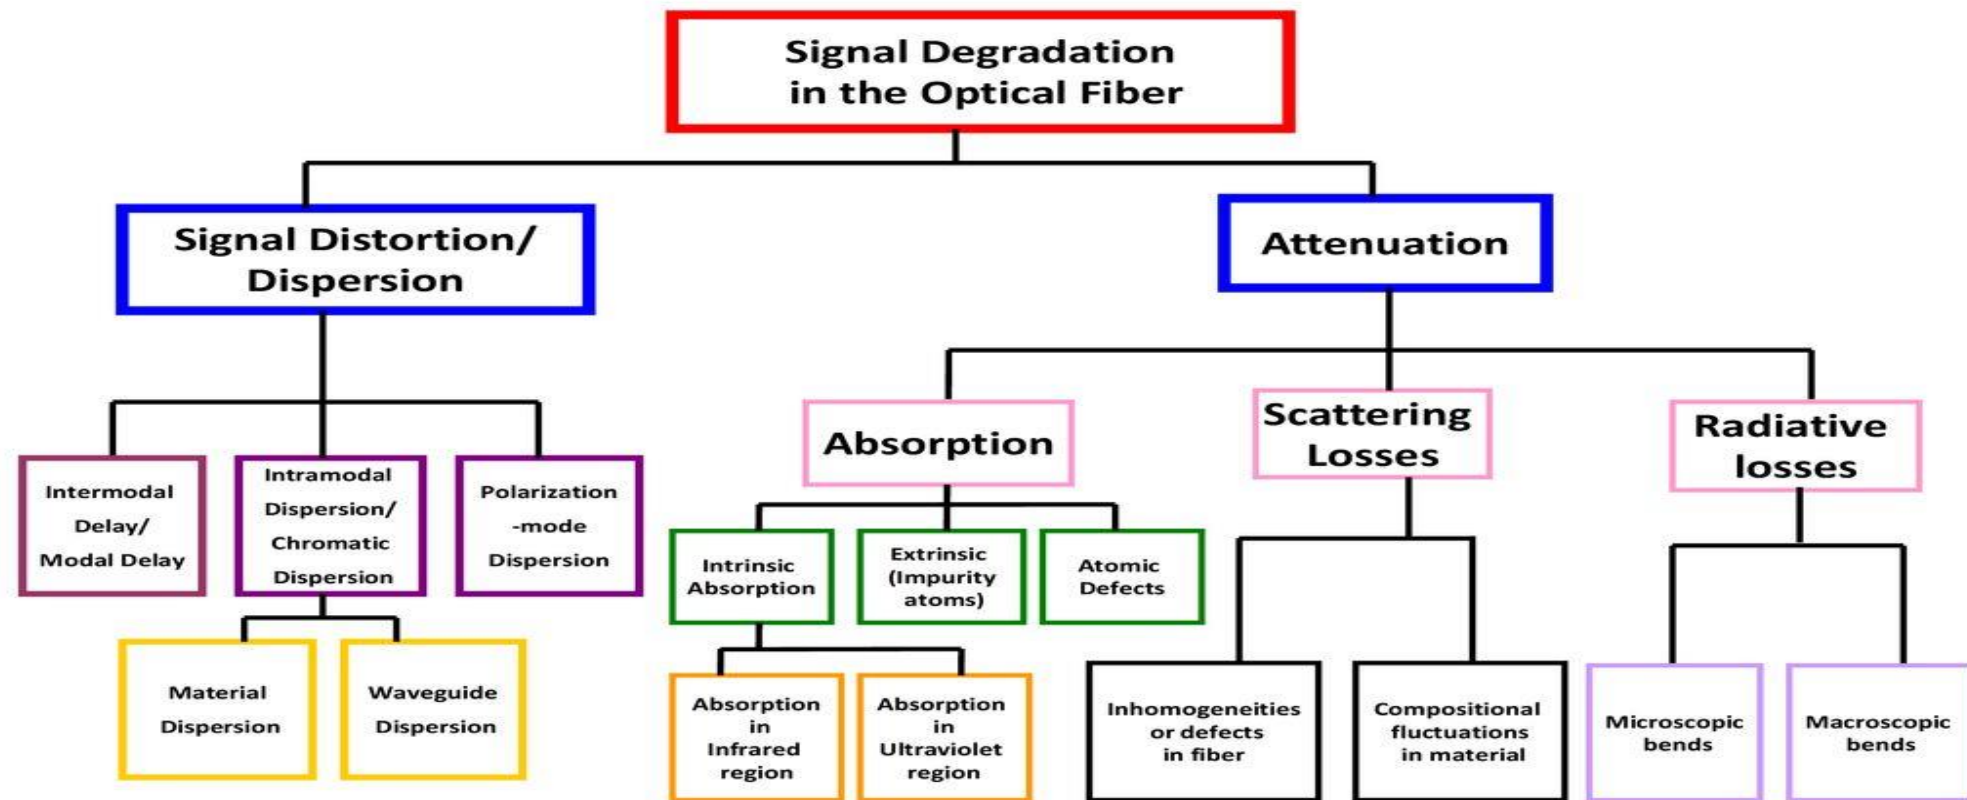 Signal Degradation
in the Optical Fiber
Signal Distortion/
Dispersion
Attenuation
Absorption
Scattering
Losses
Radiative
losses
Intermodal
Delay/
Modal Delay
Intramodal
Dispersion/
Chromatic
Dispersion
Polarization
-mode
Dispersion
Intrinsic
Absorption
Extrinsic
(Impurity
atoms)
Atomic
Defects
Material
Dispersion
Waveguide
Dispersion
Absorption
in
Infrared
region
Absorption
in
Ultraviolet
region
Inhomogeneities
or defects
in fiber
Compositional
fluctuations
in material
Microscopic
bends
Macroscopic
bends